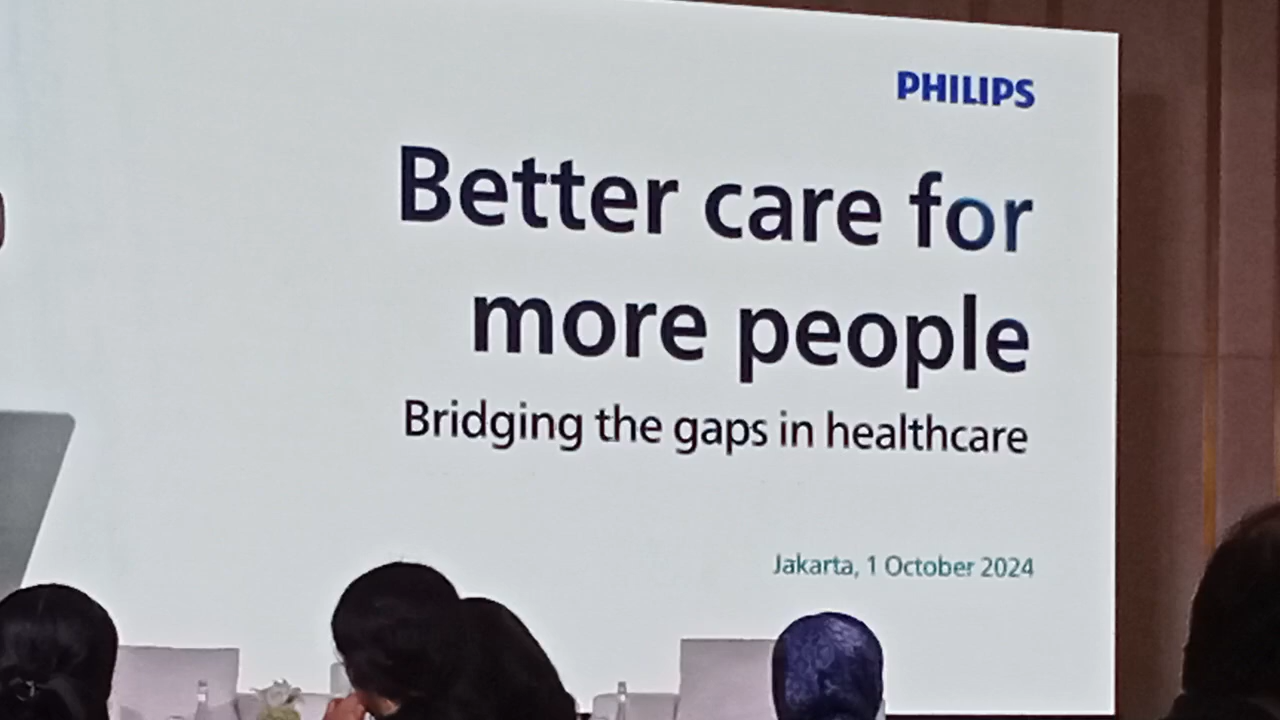 PHILIPS
Better care for
more people
Bridging the gaps in healthcare
Jakarta, 1 October 2024